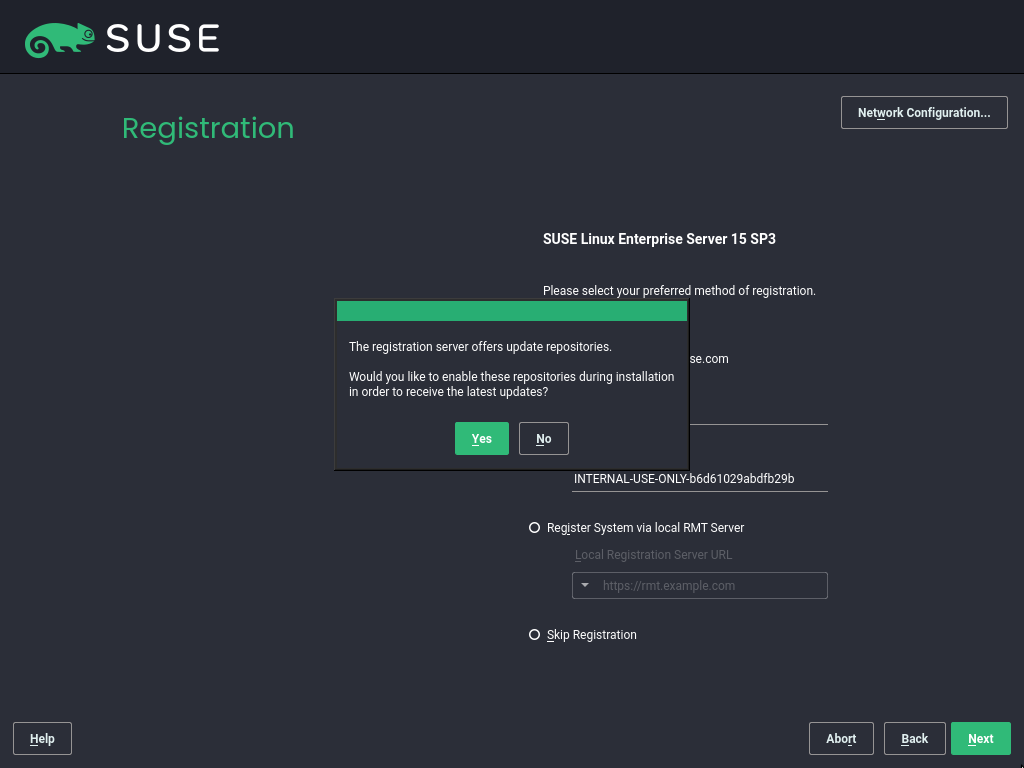 SUSE
Network Configuration...
Registration
SUSE Linux Enterprise Server 15 SP3
Please select your preferred method of registration.
The registration server offers update repositories.
se.com
Would you like to enable these repositories during installation
in order to receive the latest updates?
Yes
No
INTERNAL-USE-ONLY-b6d61029abdfb29b
Register System via local RMT Server
Local Registration Server URL
https://rmt.example.com
Skip Registration
Help
Abort
Back
Next